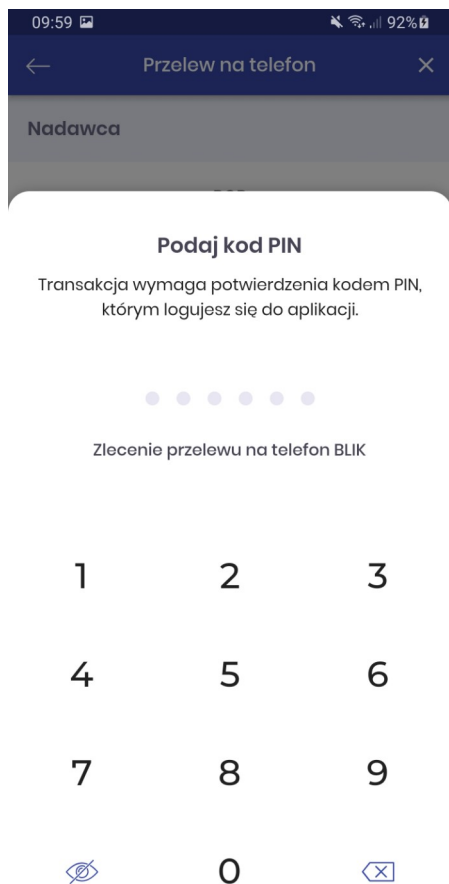 09:59 92%
Przelew na telefon
Nadawca
Podaj kod PIN
Transakcja wymaga potwierdzenia kodem PIN,
którym logujesz się do aplikacji.
Zlecenie przelewu na telefon BLIK
1 2 3
4 5 6
7 8 9
0